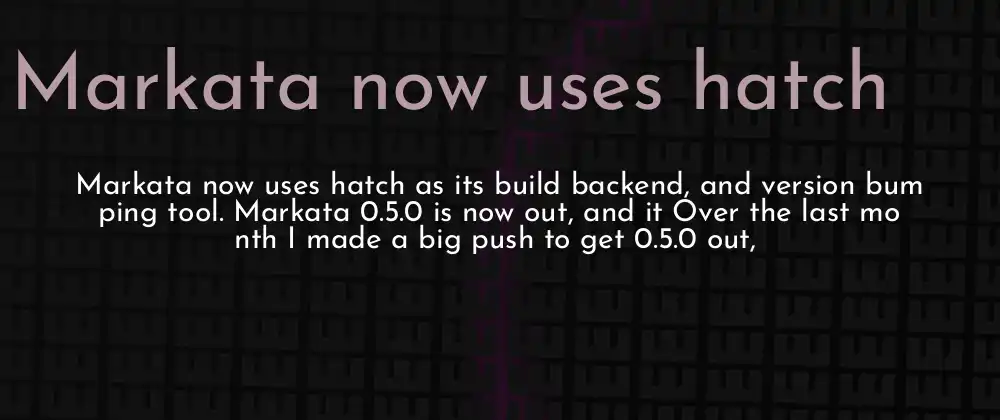 Markata now uses hatch
Markata now uses hatch as its build backend, and version bum
ping tool. Markata 0.5.0 is now out, and it Over the last mo
nth I made a big push to get 0.5.0 out,